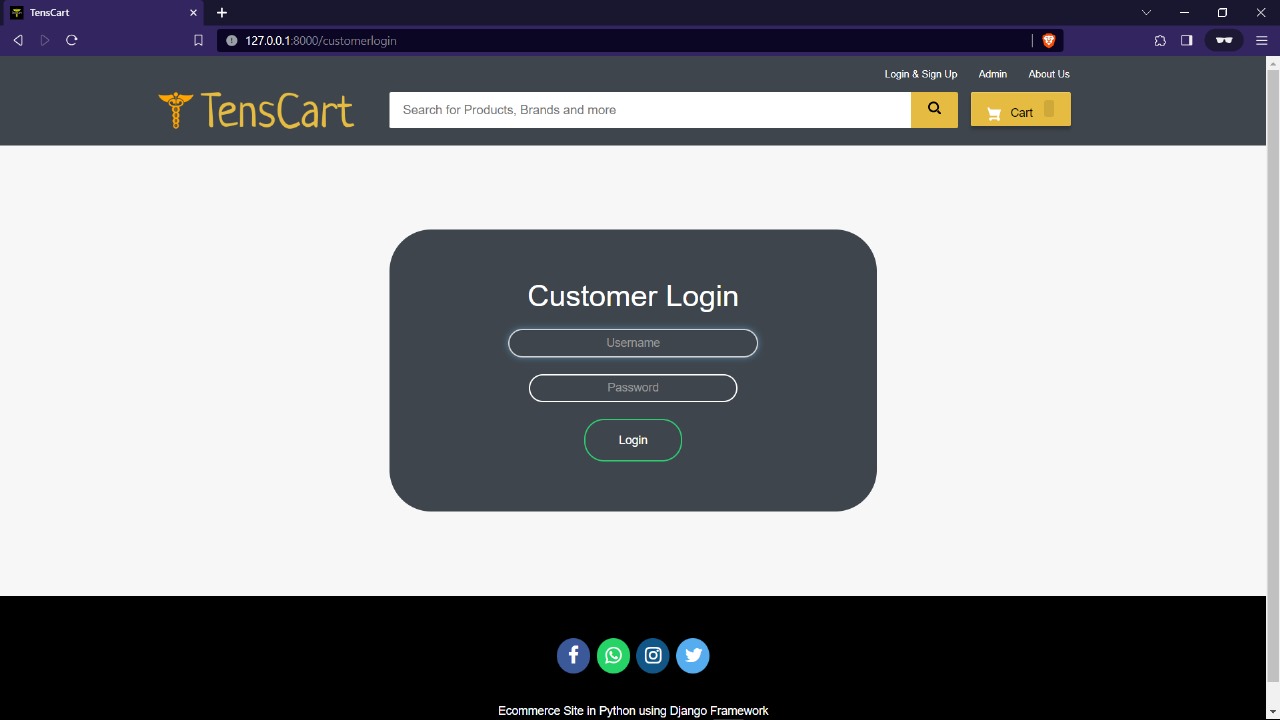 TensCart
127.0.0.1:8000/customerlogin
Login & Sign Up Admin About Us
TensCart
Search for Products, Brands and more
Cart
Customer Login
Username
Password
Login
Ecommerce Site in Python using Django Framework